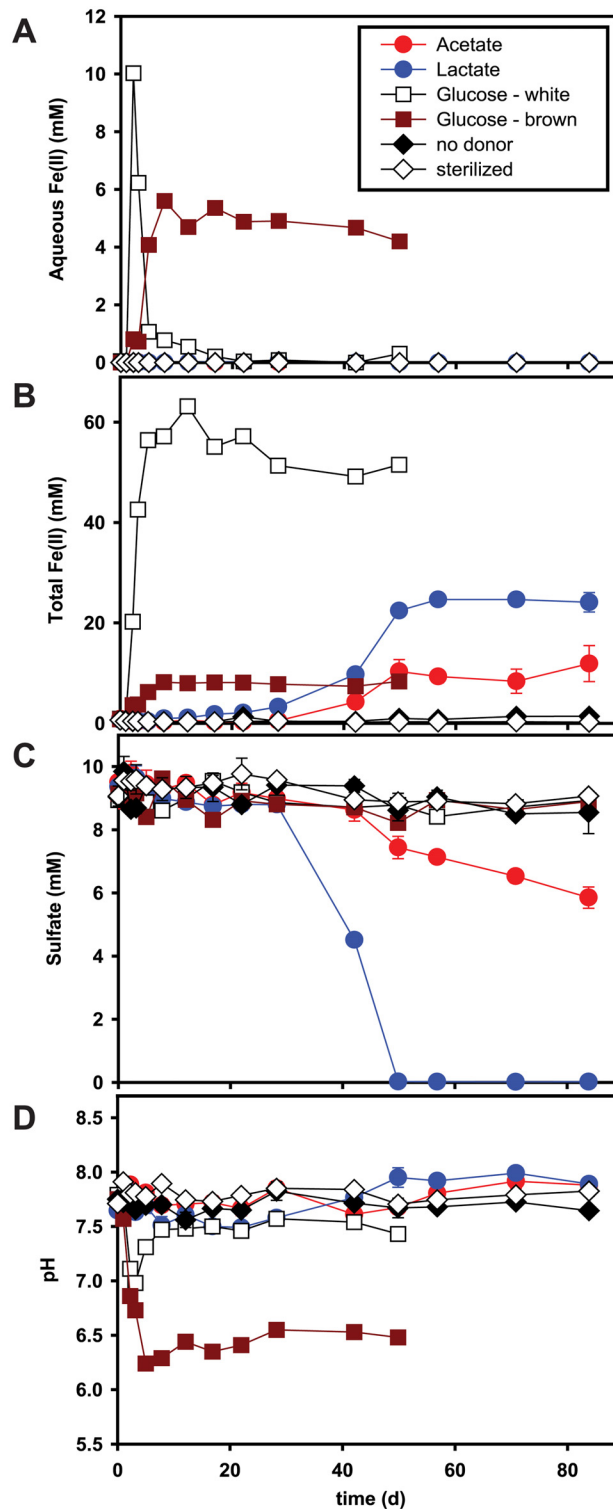 A
Aqueous Fe(II) (mM)
12
10
8
6
4
2
0
Acetate
Lactate
Glucose - white
Glucose - brown
no donor
sterilized
B
Total Fe(II) (mM)
60
40
20
0
C
Sulfate (mM)
10
8
6
4
2
0
D
pH
8.5
8.0
7.5
7.0
6.5
6.0
5.5
0 20 40 60 80
time (d)